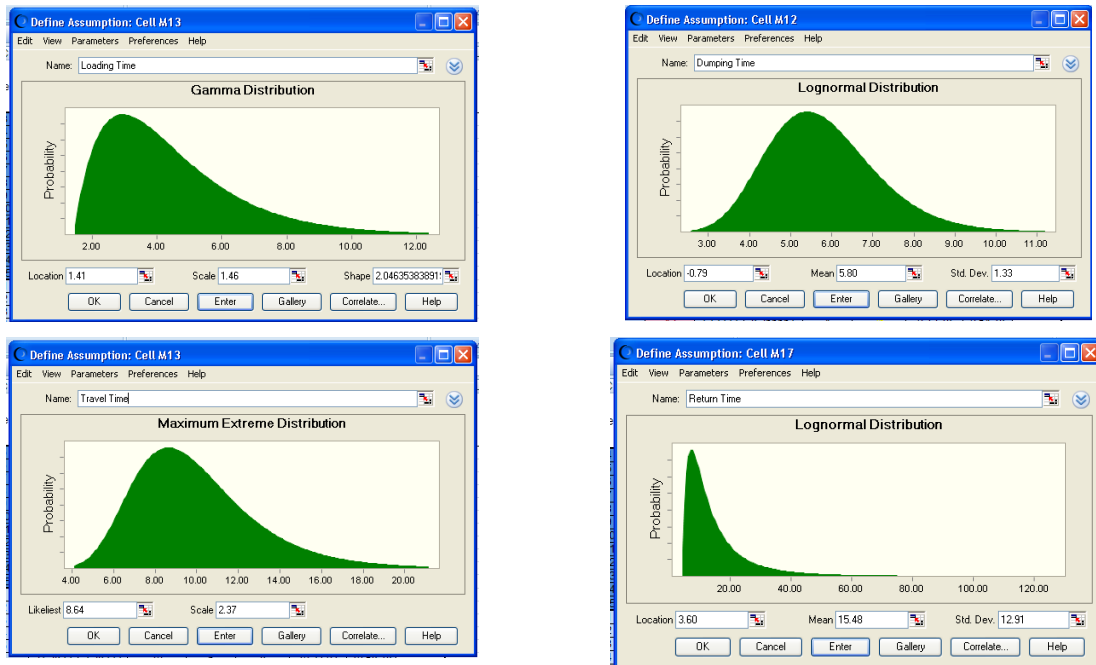 Define Assumption: Cell M13
Edit View Parameters Preferences Help
Name: Loading Time
Gamma Distribution
Probability
2.00 4.00 6.00 8.00 10.00 12.00
Location 1.41 Scale 1.46 Shape 2.04635383891
OK Cancel Enter Gallery Correlate... Help
Define Assumption: Cell M12
Edit View Parameters Preferences Help
Name: Dumping Time
Lognormal Distribution
Probability
3.00 4.00 5.00 6.00 7.00 8.00 9.00 10.00 11.00
Location -0.79 Mean 5.80 Std. Dev. 1.33
OK Cancel Enter Gallery Correlate... Help
Define Assumption: Cell M13
Edit View Parameters Preferences Help
Name: Travel Time
Maximum Extreme Distribution
Probability
4.00 6.00 8.00 10.00 12.00 14.00 16.00 18.00 20.00
Likeliest 8.64 Scale 2.37
OK Cancel Enter Gallery Correlate... Help
Define Assumption: Cell M17
Edit View Parameters Preferences Help
Name: Return Time
Lognormal Distribution
Probability
20.00 40.00 60.00 80.00 100.00 120.00
Location 3.60 Mean 15.48 Std. Dev. 12.91
OK Cancel Enter Gallery Correlate... Help